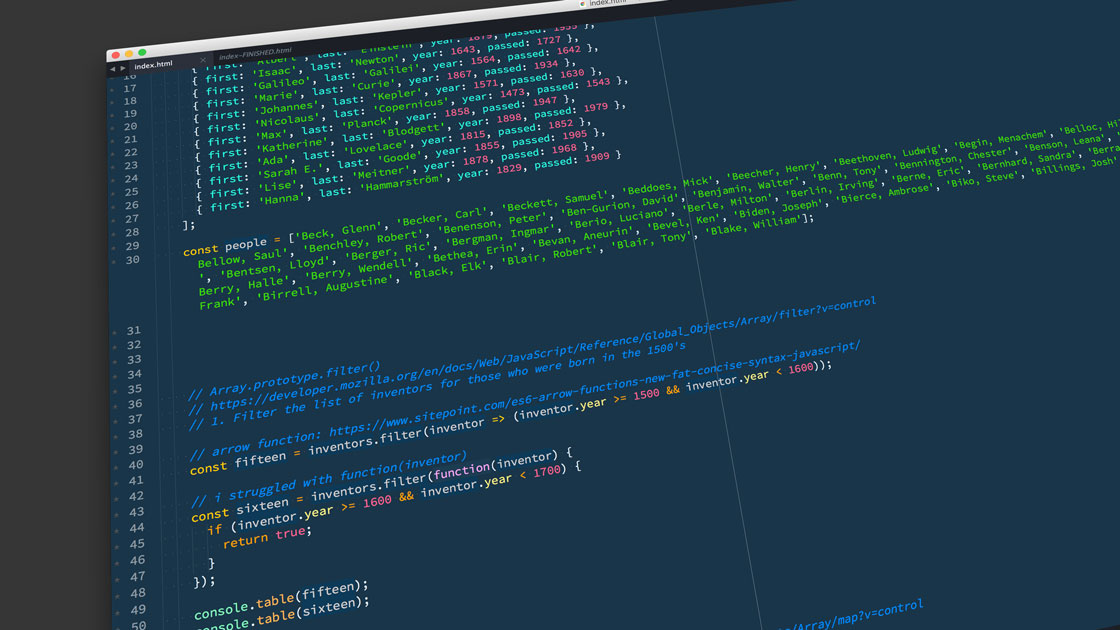 index.html
index.html
index-FINISHED.html
16
{ first: 'Albert', last: 'Einstein', year: 1879, passed: 1955 },
17 { first: 'Isaac', last: 'Newton', year: 1643, passed: 1727 },
18 { first: 'Galileo', last: 'Galilei', year: 1564, passed: 1642 },
19 { first: 'Marie', last: 'Curie', year: 1867, passed: 1934 },
20 { first: 'Johannes', last: 'Kepler', year: 1571, passed: 1630 },
21 { first: 'Nicolaus', last: 'Copernicus', year: 1473, passed: 1543 },
22 { first: 'Max', last: 'Planck', year: 1858, passed: 1947 },
23 { first: 'Katherine', last: 'Blodgett', year: 1898, passed: 1979 },
24 { first: 'Ada', last: 'Lovelace', year: 1815, passed: 1852 },
25 { first: 'Sarah E.', last: 'Goode', year: 1855, passed: 1905 },
26 { first: 'Lise', last: 'Meitner', year: 1878, passed: 1968 },
27 { first: 'Hanna', last: 'Hammarström', year: 1829, passed: 1909 }
28 ];
29
30 const people = ['Beck, Glenn', 'Becker, Carl', 'Beckett, Samuel', 'Beddoes, Mick', 'Beecher, Henry', 'Beethoven, Ludwig', 'Begin, Menachem', 'Belloc,
Bellow, Saul', 'Benchley, Robert', 'Benenson, Peter', 'Ben-Gurion, David', 'Benjamin, Walter', 'Benn, Tony', 'Bennington, Chester', 'Benson, Leana',
', 'Bentsen, Lloyd', 'Berger, Ric', 'Bergman, Ingmar', 'Berio, Luciano', 'Berle, Milton', 'Berlin, Irving', 'Berne, Eric', 'Bernhard, Sandra',
Berry, Halle', 'Berry, Wendell', 'Bethea, Erin', 'Bevan, Aneurin', 'Bevel, Ken', 'Biden, Joseph', 'Bierce, Ambrose', 'Biko, Steve', 'Billings, Josh'
Frank', 'Birrell, Augustine', 'Black, Elk', 'Blair, Robert', 'Blair, Tony', 'Blake, William'];
31
32
33
34
35 // Array.prototype.filter()
36 // https://developer.mozilla.org/en/docs/Web/JavaScript/Reference/Global_Objects/Array/filter?v=control
37 // 1. Filter the list of inventors for those who were born in the 1500's
38
39 // arrow function: https://www.sitepoint.com/es6-arrow-functions-new-fat-concise-syntax-javascript/
40 const fifteen = inventors.filter(inventor => (inventor.year >= 1500 && inventor.year < 1600));
41
42 // i struggled with function(inventor)
43 const sixteen = inventors.filter(function(inventor) {
44 if (inventor.year >= 1600 && inventor.year < 1700) {
45 return true;
46 }
47 });
48
49 console.table(fifteen);
50 console.table(sixteen);
/Array/map?v=control